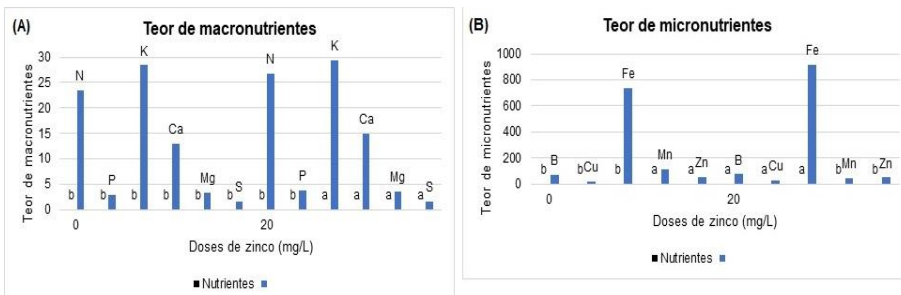 (A)
Teor de macronutrientes
Teor de macronutrientes
30
25
20
15
10
5
0
N
K
N
K
Ca
Ca
P
Mg
S
P
Mg
S
b b b b b b b b a a a a
0 20
Doses de zinco (mg/L)
Nutrientes
(B)
Teor de micronutrientes
Teor de micronutrientes
1000
800
600
400
200
0
Fe
Fe
b B b Cu b a Mn a Zn a B a Cu a b Mn b Zn
0 20
Doses de zinco (mg/L)
Nutrientes